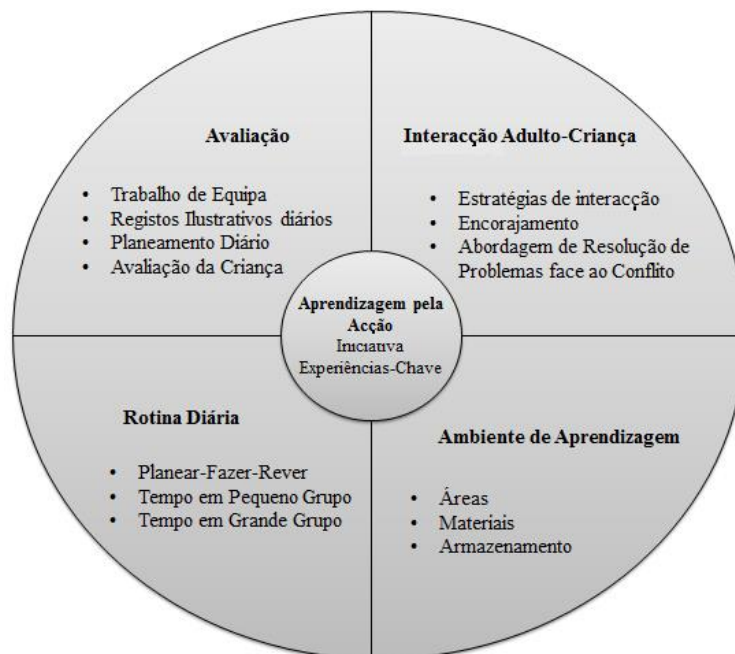 Avaliação
• Trabalho de Equipa
• Registos Ilustrativos diários
• Planeamento Diário
• Avaliação da Criança
Interacção Adulto-Criança
• Estratégias de interacção
• Encorajamento
• Abordagem de Resolução de
Problemas face ao Conflito
Aprendizagem pela
Acção
Iniciativa
Experiências-Chave
Rotina Diária
• Planear-Fazer-Rever
• Tempo em Pequeno Grupo
• Tempo em Grande Grupo
Ambiente de Aprendizagem
• Áreas
• Materiais
• Armazenamento